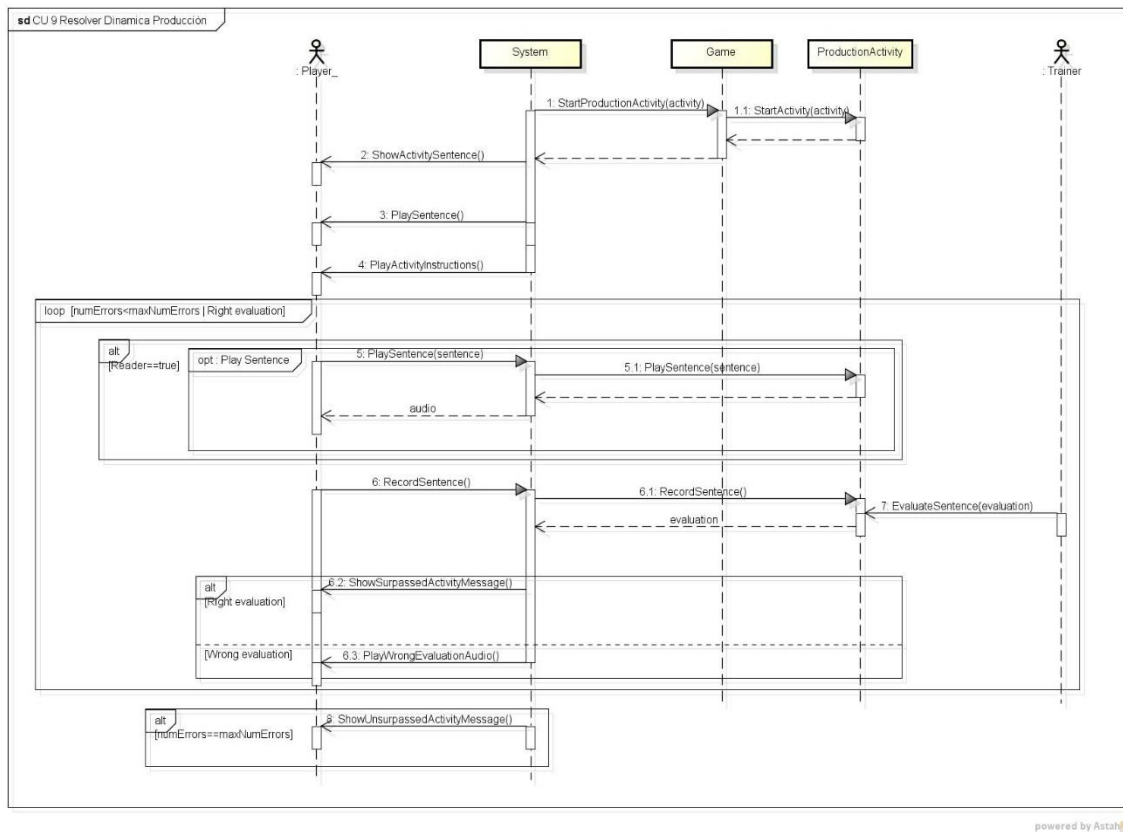 sd CU 9 Resolver Dinamica Producción
: Player_
System
Game
ProductionActivity
: Trainer
1: StartProductionActivity(activity)
1.1: StartActivity(activity)
2: ShowActivitySentence()
3: PlaySentence()
4: PlayActivityInstructions()
loop [numErrors<maxNumErrors | Right evaluation]
alt
[Reader==true]
opt : Play Sentence
5: PlaySentence(sentence)
5.1: PlaySentence(sentence)
audio
6: RecordSentence()
6.1: RecordSentence()
7: EvaluateSentence(evaluation)
evaluation
alt
[Right evaluation]
6.2: ShowSurpassedActivityMessage()
[Wrong evaluation]
6.3: PlayWrongEvaluationAudio()
alt
[numErrors==maxNumErrors]
8: ShowUnsurpassedActivityMessage()
powered by Astah